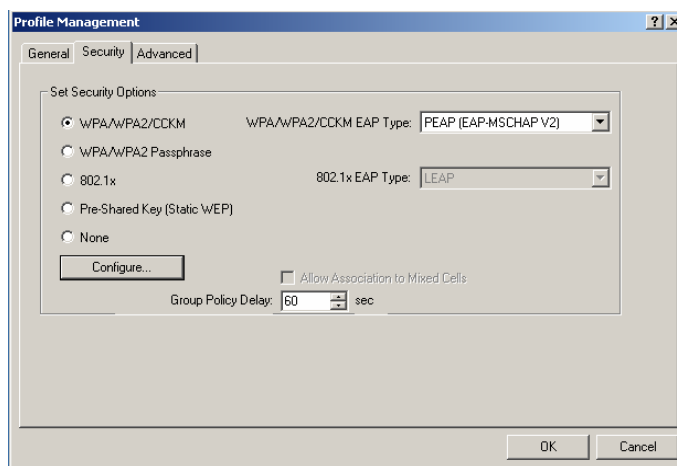 Profile Management
General Security Advanced
Set Security Options
WPA/WPA2/CCKM WPA/WPA2/CCKM EAP Type: PEAP (EAP-MSCHAP V2)
WPA/WPA2 Passphrase
802.1x 802.1x EAP Type: LEAP
Pre-Shared Key (Static WEP)
None
Configure...
Allow Association to Mixed Cells
Group Policy Delay: 60 sec
OK Cancel